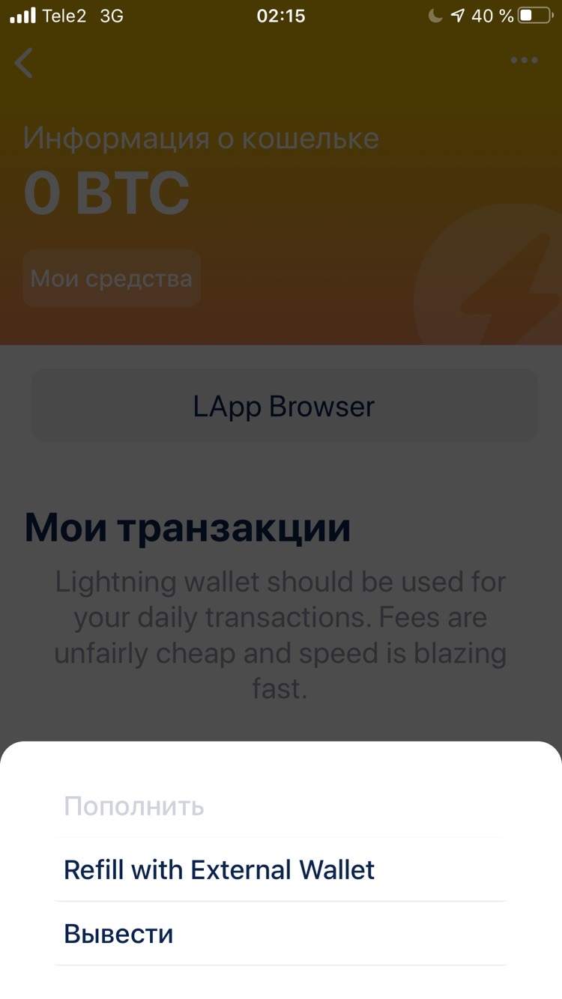 Tele2 3G 02:15 40 %
Информация о кошельке
0 BTC
Мои средства
LApp Browser
Мои транзакции
Lightning wallet should be used for
your daily transactions. Fees are
unfairly cheap and speed is blazing
fast.
Пополнить
Refill with External Wallet
Вывести